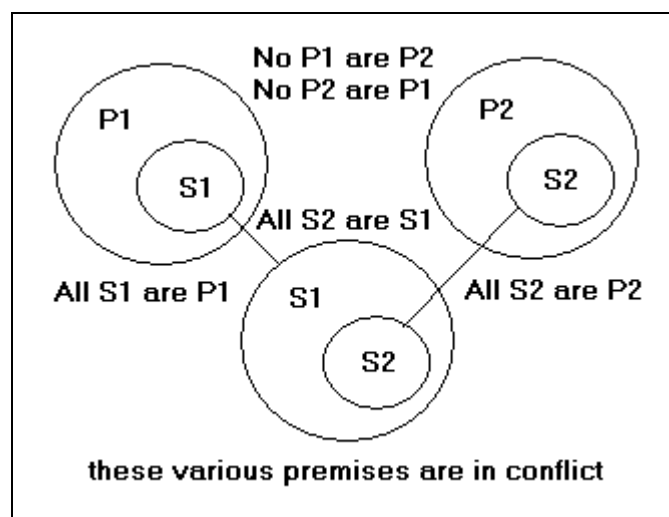 No P1 are P2
No P2 are P1
P1
P2
S1
S2
All S2 are S1
All S1 are P1
All S2 are P2
S1
S2
these various premises are in conflict